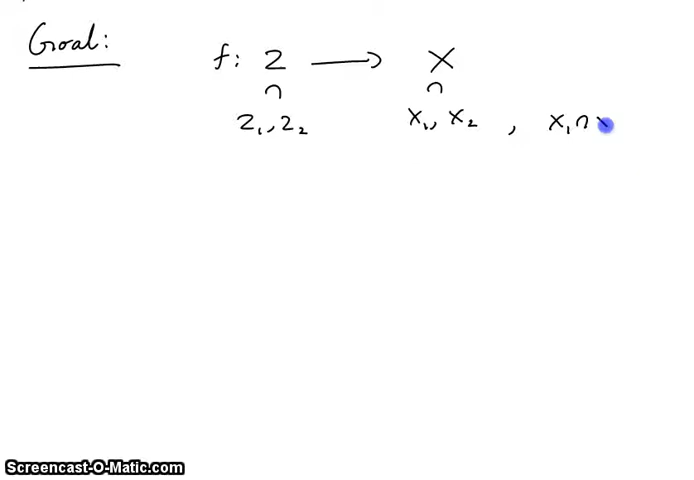 Goal:
f: Z ⟶ X
∩ ∩
Z₁, Z₂ X₁, X₂ , X₁ ∩
Screencast-O-Matic.com